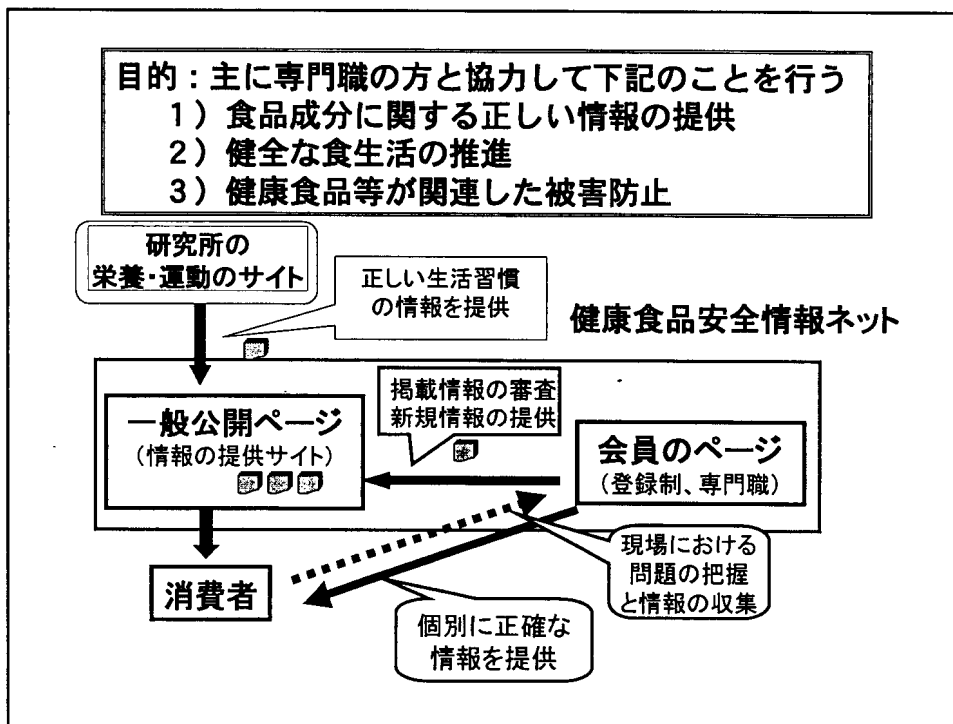 目的：主に専門職の方と協力して下記のことを行う
1）食品成分に関する正しい情報の提供
2）健全な食生活の推進
3）健康食品等が関連した被害防止
研究所の
栄養・運動のサイト
正しい生活習慣
の情報を提供
健康食品安全情報ネット
掲載情報の審査
新規情報の提供
一般公開ページ
（情報の提供サイト）
会員のページ
（登録制、専門職）
現場における
問題の把握
と情報の収集
消費者
個別に正確な
情報を提供